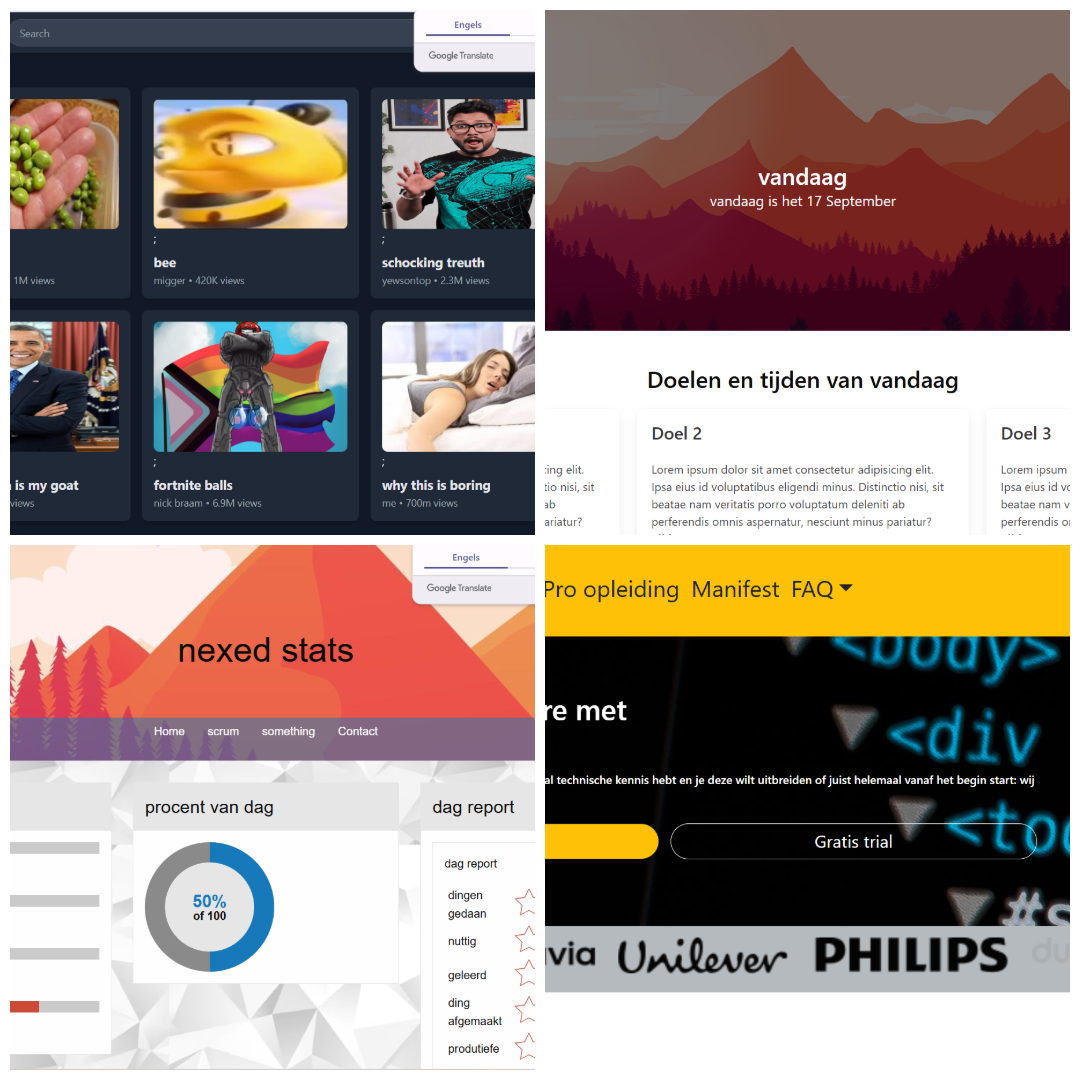 Search
Engels
Google Translate
1M views
;
bee
migger • 420K views
;
schocking treuth
yewsontop • 2.3M views
is my goat
views
;
fortnite balls
nick braam • 6.9M views
;
why this is boring
me • 700m views
vandaag
vandaag is het 17 September
Doelen en tijden van vandaag
cing elit.
tio nisi, sit
ab
pariatur?
Doel 2
Lorem ipsum dolor sit amet consectetur adipisicing elit.
Ipsa eius id voluptatibus eligendi minus. Distinctio nisi, sit
beatae nam veritatis porro voluptatum deleniti ab
perferendis omnis aspernatur, nesciunt minus pariatur?
Doel 3
Lorem ipsum
Ipsa eius id vo
beatae nam v
perferendis o
Engels
Google Translate
nexed stats
Home scrum something Contact
procent van dag
50%
of 100
dag report
dag report
dingen
gedaan
nuttig
geleerd
ding
afgemaakt
produtiefe
Pro opleiding Manifest FAQ
<body>
<div
<too
#s
re met
al technische kennis hebt en je deze wilt uitbreiden of juist helemaal vanaf het begin start: wij
Gratis trial
via Unilever PHILIPS du